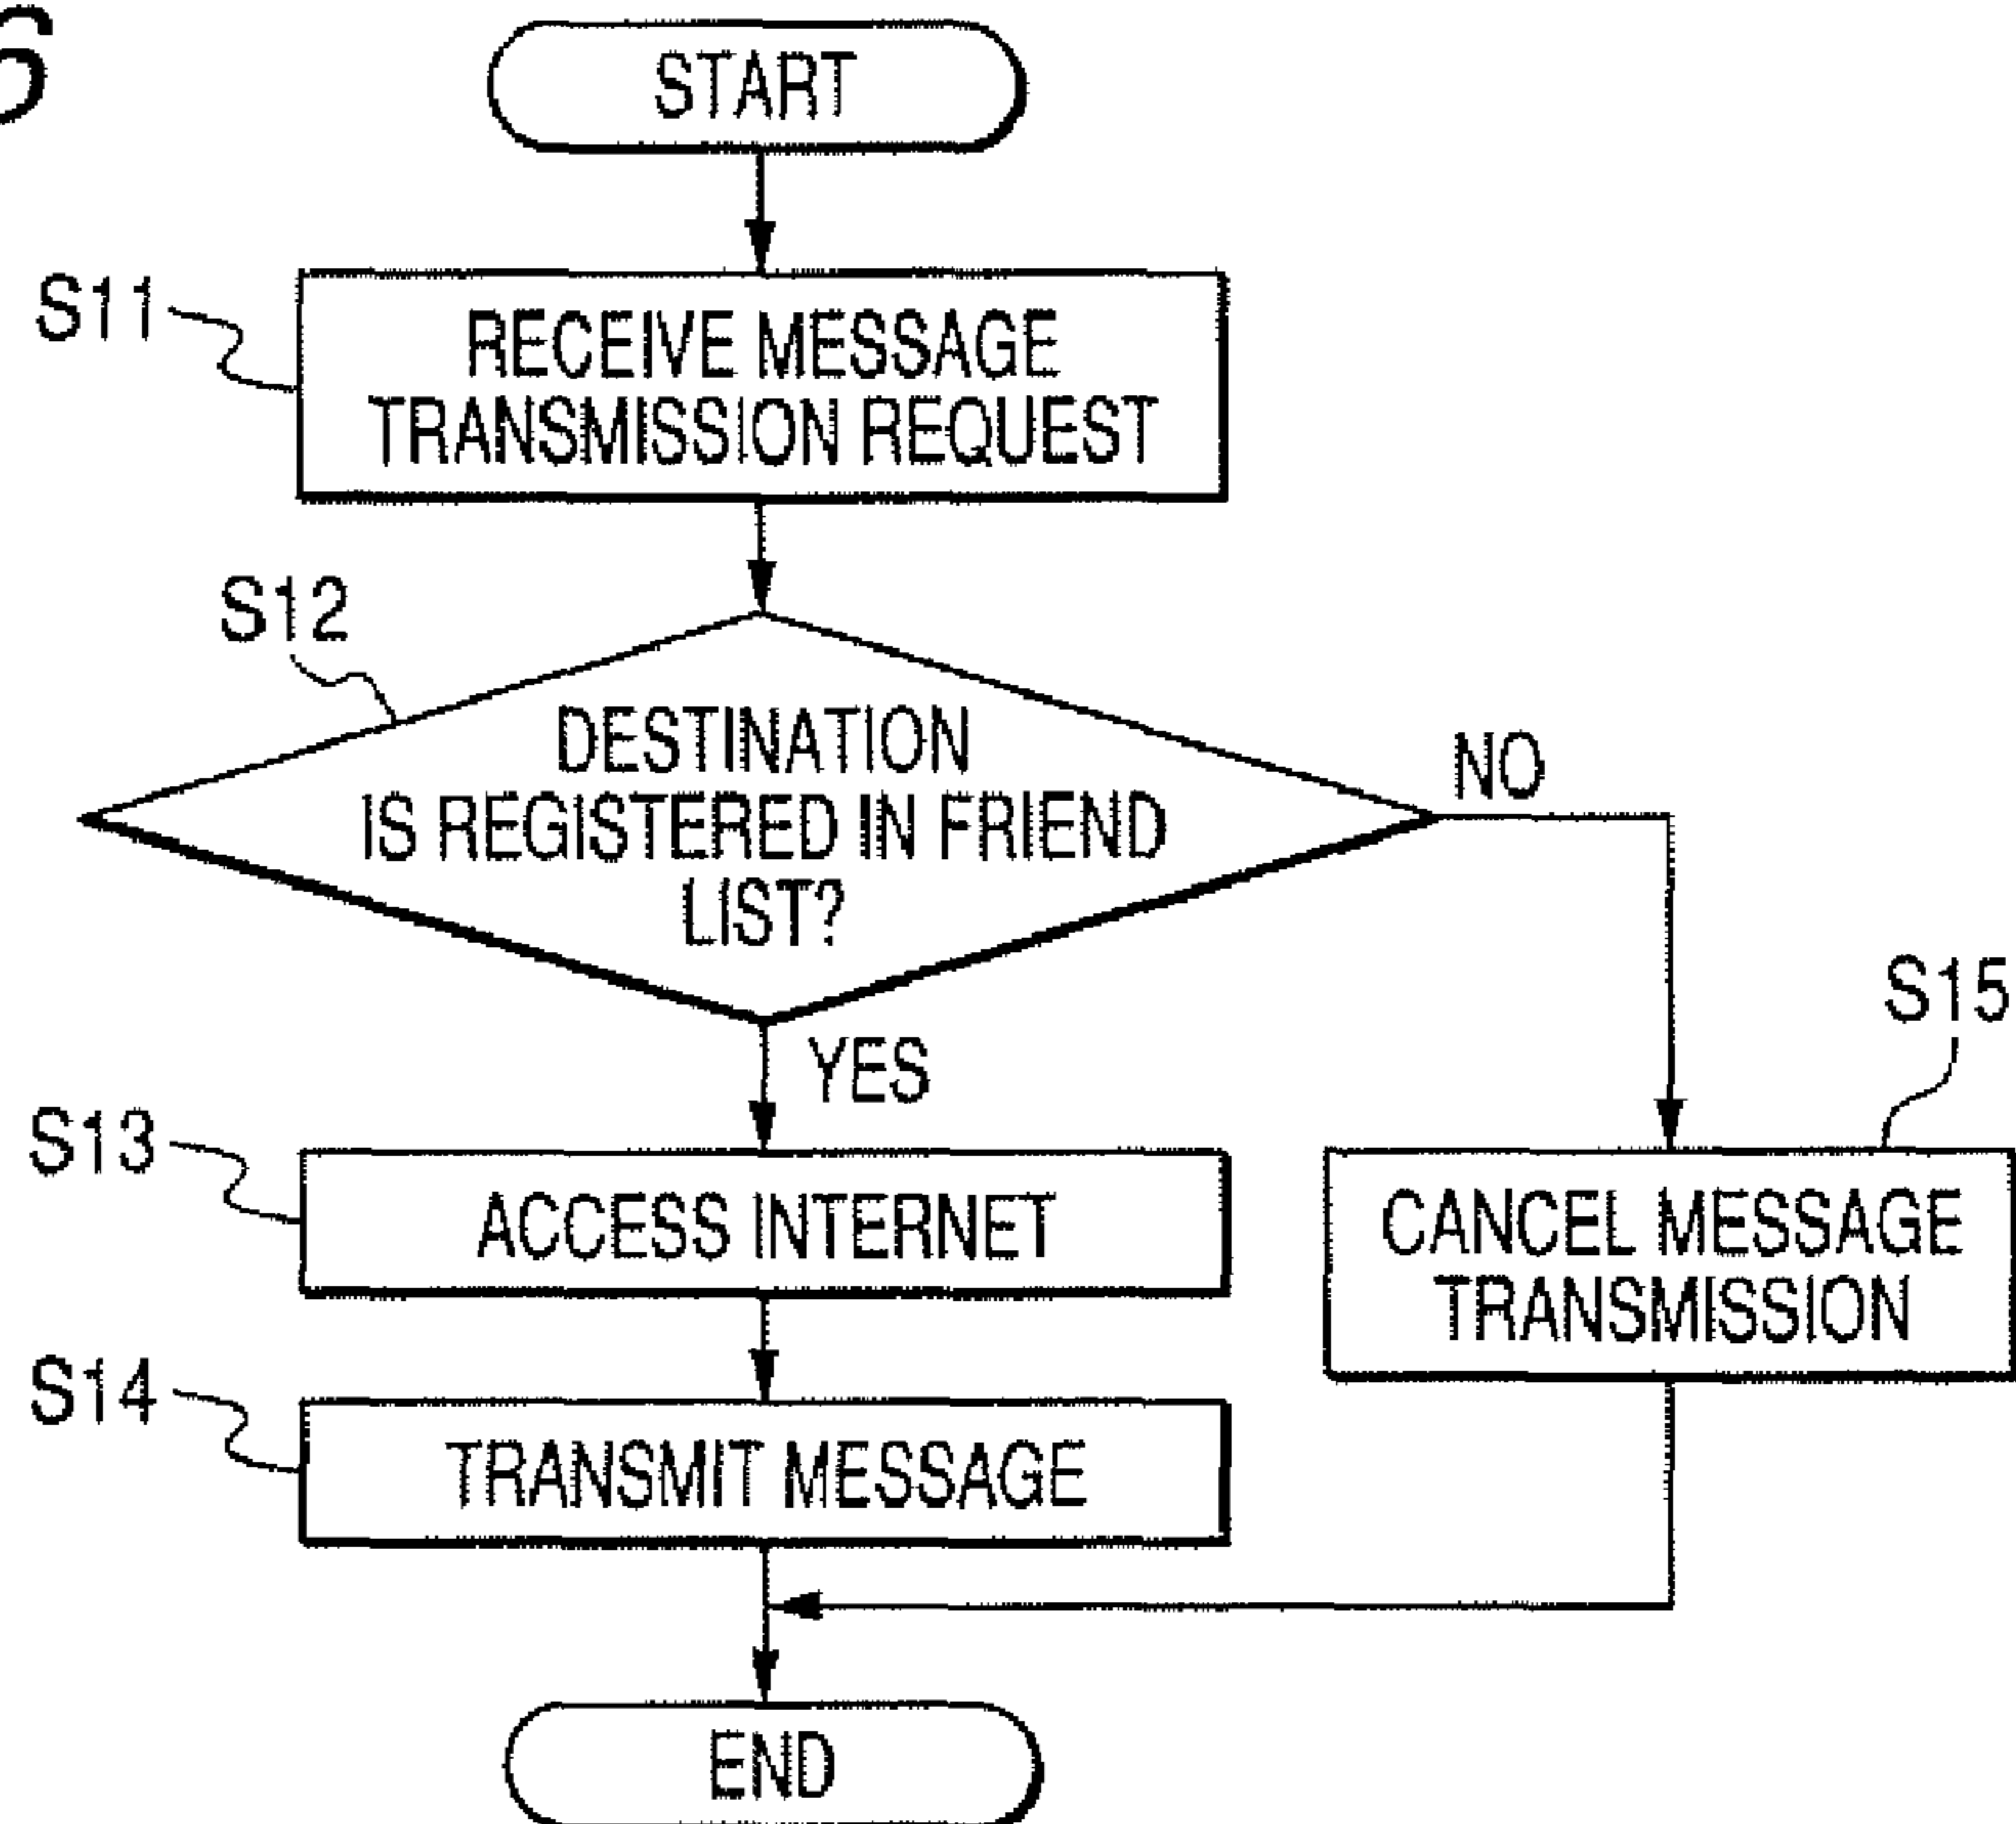 START
S11
RECEIVE MESSAGE
TRANSMISSION REQUEST
S12
DESTINATION
IS REGISTERED IN FRIEND
LIST?
NO
YES
S15
S13
ACCESS INTERNET
CANCEL MESSAGE
TRANSMISSION
S14
TRANSMIT MESSAGE
END